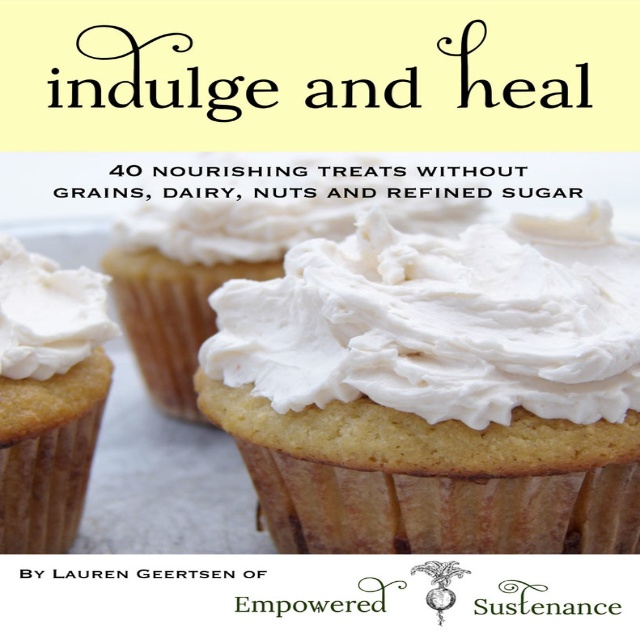 indulge and heal
40 NOURISHING TREATS WITHOUT
GRAINS, DAIRY, NUTS AND REFINED SUGAR
BY LAUREN GEERTSEN OF
Empowered Sustenance